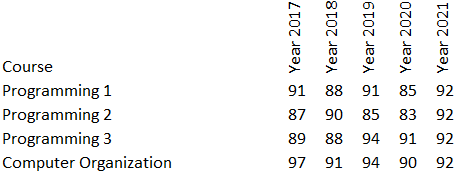 Course Year 2017 Year 2018 Year 2019 Year 2020 Year 2021
Programming 1 91 88 91 85 92
Programming 2 87 90 85 83 92
Programming 3 89 88 94 91 92
Computer Organization 97 91 94 90 92